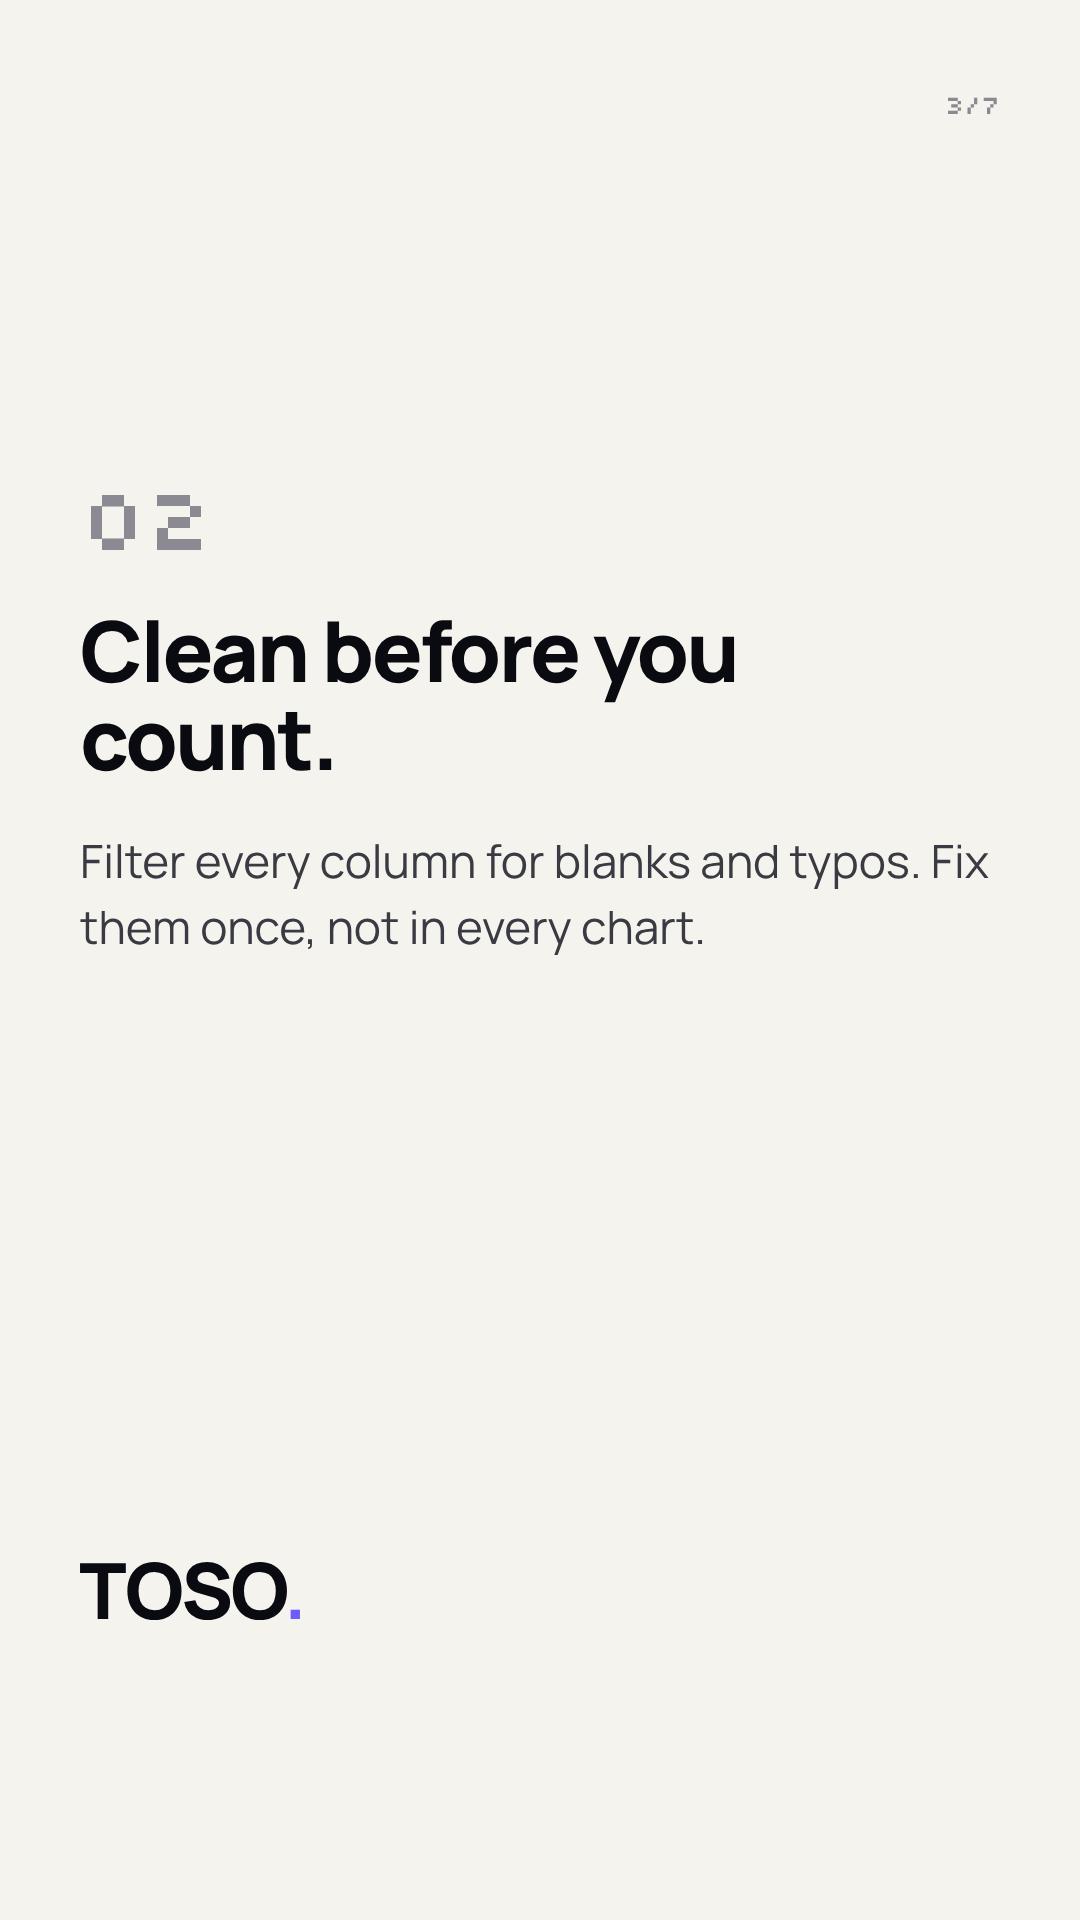 3/7
02
Clean before you
count.
Filter every column for blanks and typos. Fix
them once, not in every chart.
TOSO.